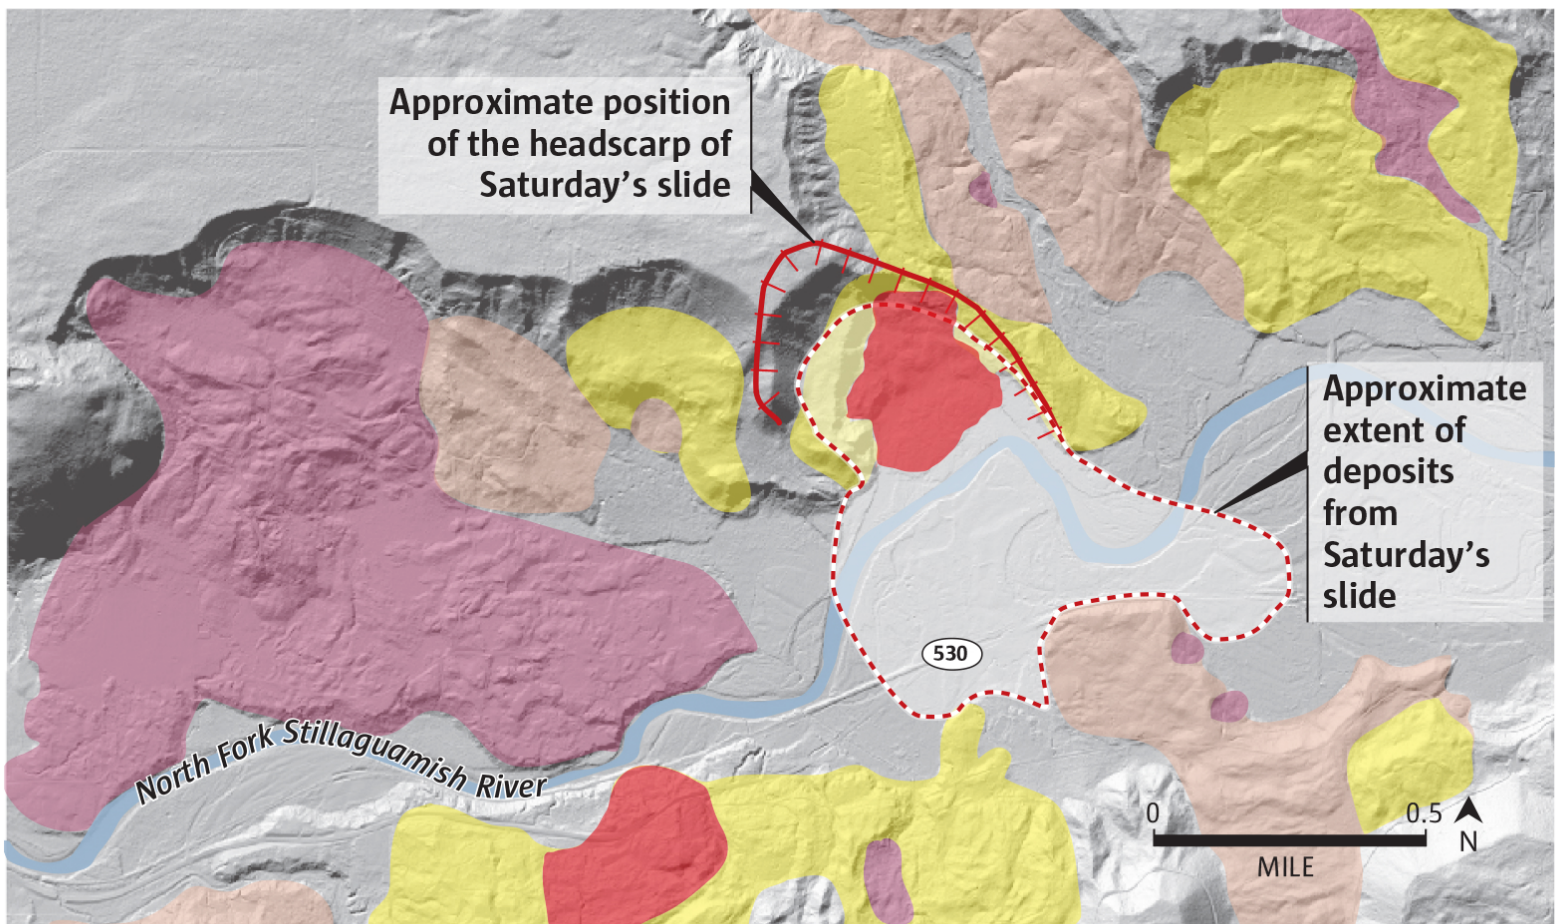 Approximate position
of the headscarp of
Saturday’s slide
Approximate
extent of
deposits
from
Saturday’s
slide
530
North Fork Stillaguamish River
0 0.5
N
MILE